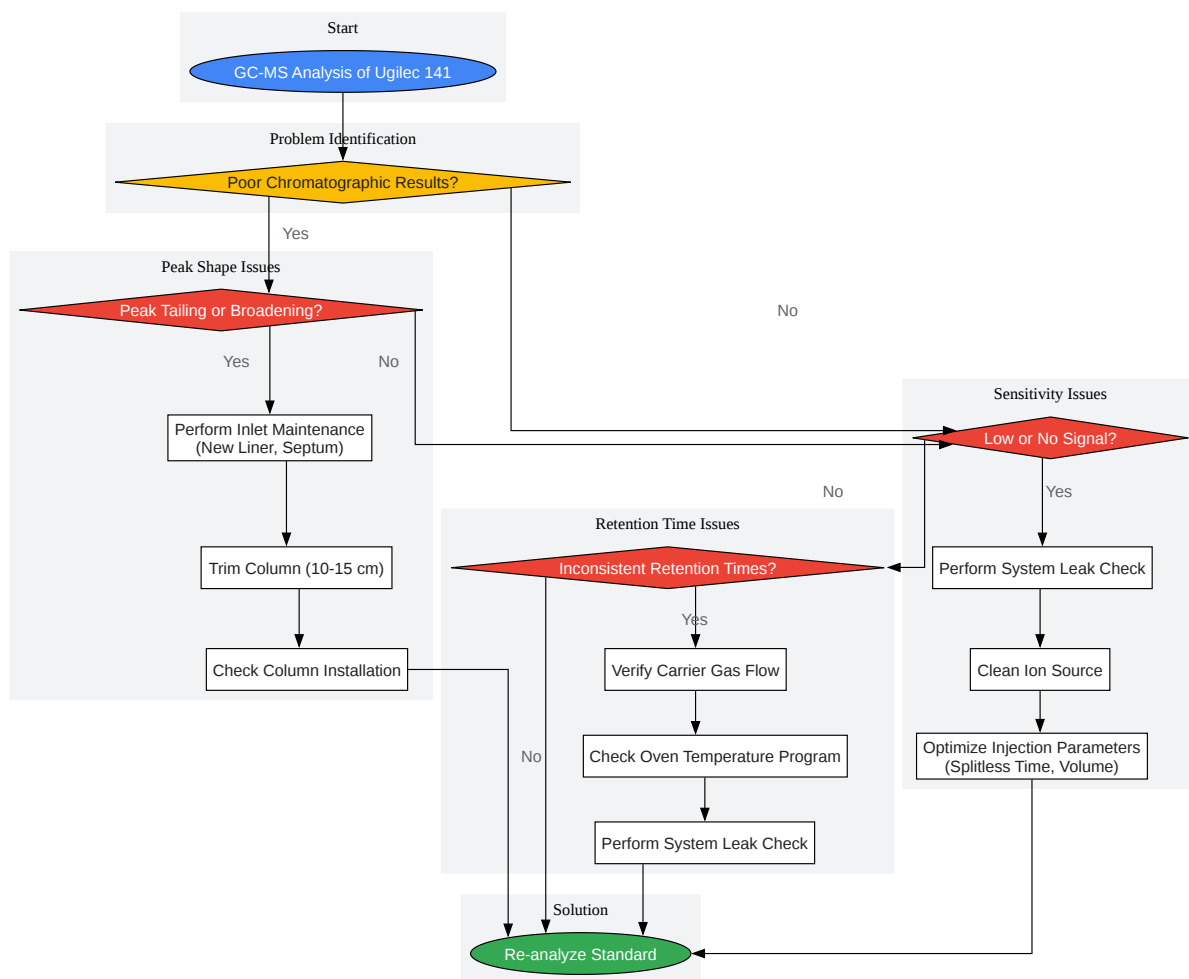 Start
GC-MS Analysis of Ugilec 141
Problem Identification
Poor Chromatographic Results?
Yes
No
Peak Shape Issues
Peak Tailing or Broadening?
Yes
No
Perform Inlet Maintenance
(New Liner, Septum)
Trim Column (10-15 cm)
Check Column Installation
Sensitivity Issues
Low or No Signal?
Yes
No
Perform System Leak Check
Clean Ion Source
Optimize Injection Parameters
(Splitless Time, Volume)
Retention Time Issues
Inconsistent Retention Times?
Yes
No
Verify Carrier Gas Flow
Check Oven Temperature Program
Perform System Leak Check
Solution
Re-analyze Standard